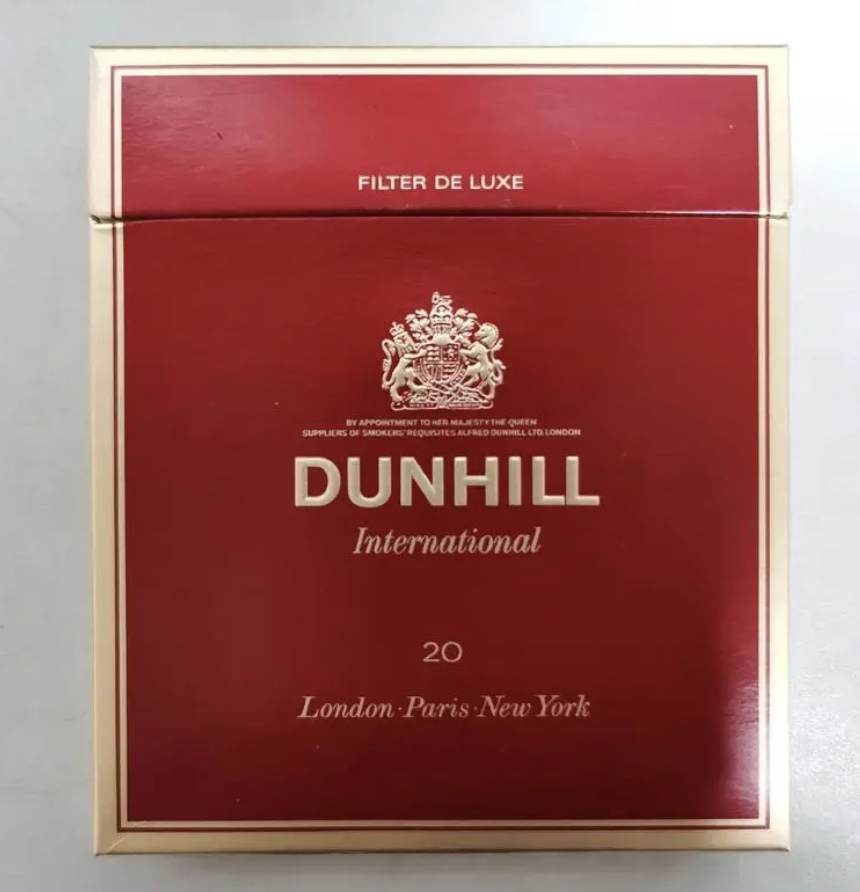 FILTER DE LUXE
BY APPOINTMENT TO HER MAJESTY THE QUEEN
SUPPLIERS OF SMOKERS' REQUISITES ALFRED DUNHILL LTD. LONDON
DUNHILL
International
20
London·Paris·New York